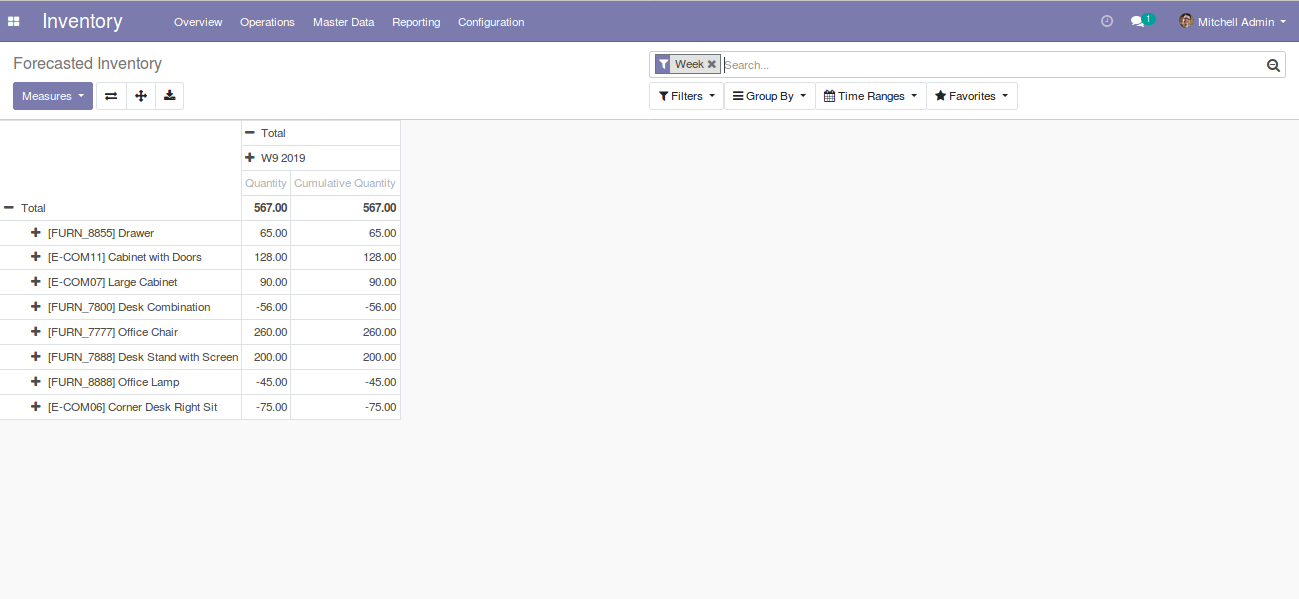 Inventory Overview Operations Master Data Reporting Configuration 1 Mitchell Admin
Forecasted Inventory
Week Search...
Measures
Filters Group By Time Ranges Favorites
Total
W9 2019
Quantity Cumulative Quantity
Total 567.00 567.00
[FURN_8855] Drawer 65.00 65.00
[E-COM11] Cabinet with Doors 128.00 128.00
[E-COM07] Large Cabinet 90.00 90.00
[FURN_7800] Desk Combination -56.00 -56.00
[FURN_7777] Office Chair 260.00 260.00
[FURN_7888] Desk Stand with Screen 200.00 200.00
[FURN_8888] Office Lamp -45.00 -45.00
[E-COM06] Corner Desk Right Sit -75.00 -75.00